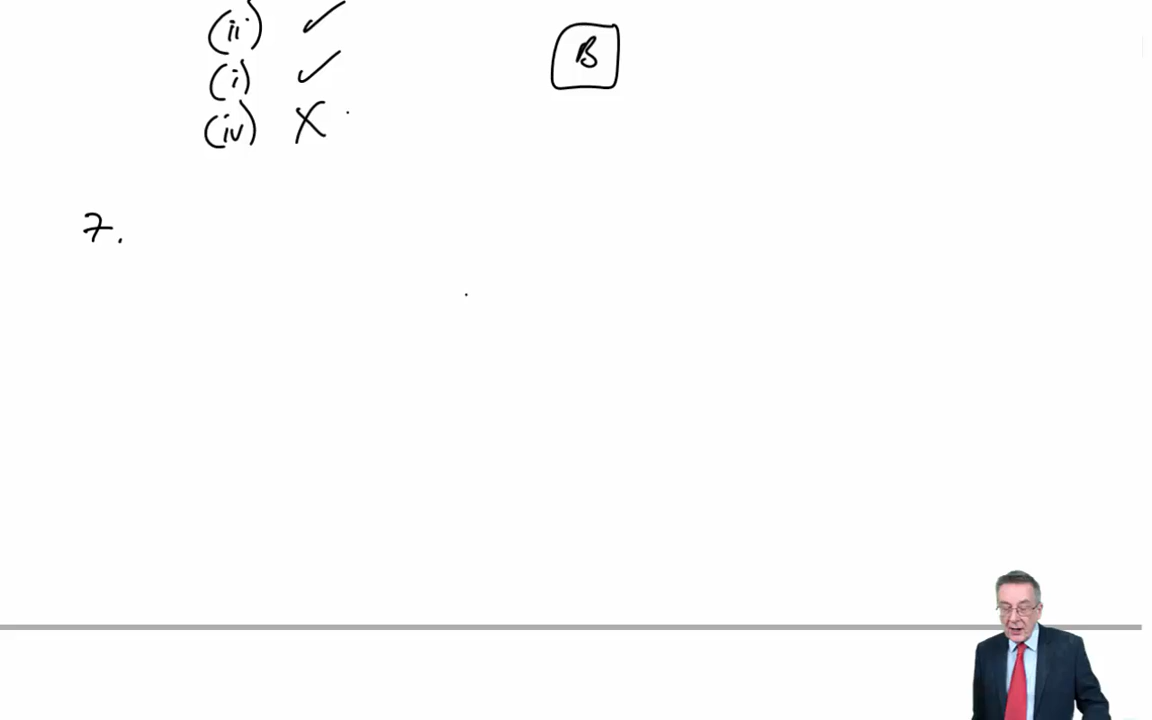 (ii) ✓
B
(i) ✓
(iv) X
7.